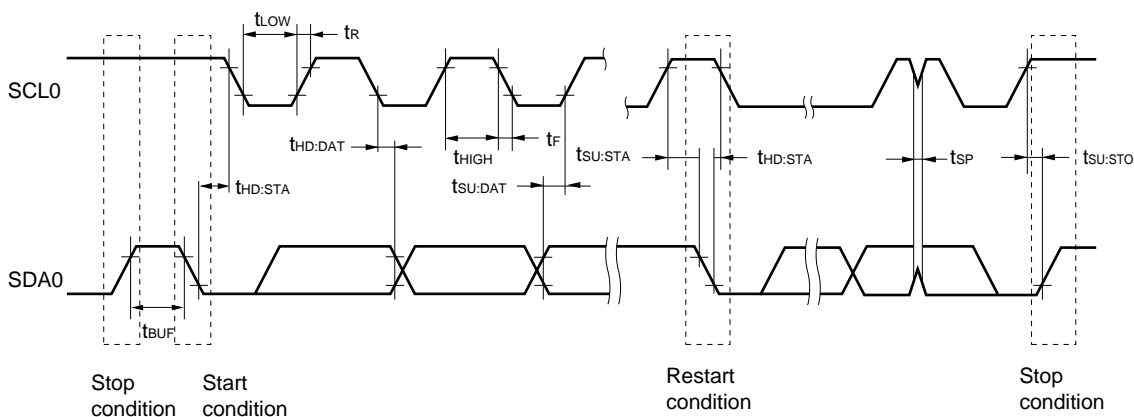 tLOW
tR
SCL0
tHD:DAT
tHIGH
tF
tSU:STA
tHD:STA
tSP
tSU:STO
tHD:STA
tSU:DAT
SDA0
tBUF
Stop
condition
Start
condition
Restart
condition
Stop
condition